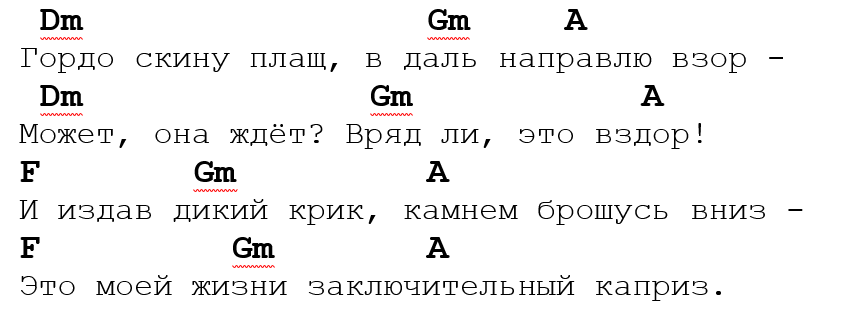 Dm Gm A
Гордо скину плащ, в даль направлю взор -
Dm Gm A
Может, она ждёт? Вряд ли, это вздор!
F Gm A
И издав дикий крик, камнем брошусь вниз -
F Gm A
Это моей жизни заключительный каприз.